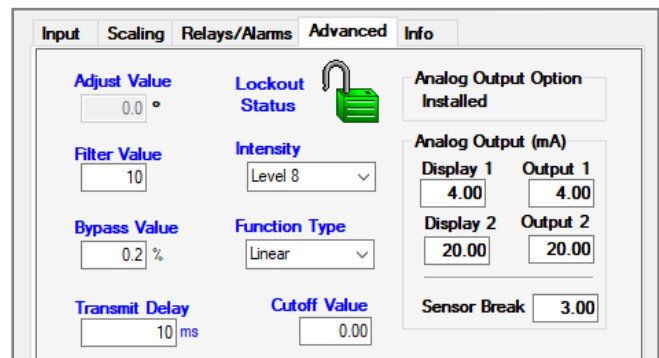 Input Scaling Relays/Alarms Advanced Info
Adjust Value
0.0 °
Lockout
Status
Analog Output Option
Installed
Filter Value
10
Intensity
Level 8
Analog Output (mA)
Display 1 Output 1
4.00 4.00
Bypass Value
0.2 %
Function Type
Linear
Display 2 Output 2
20.00 20.00
Transmit Delay
10 ms
Cutoff Value
0.00
Sensor Break 3.00